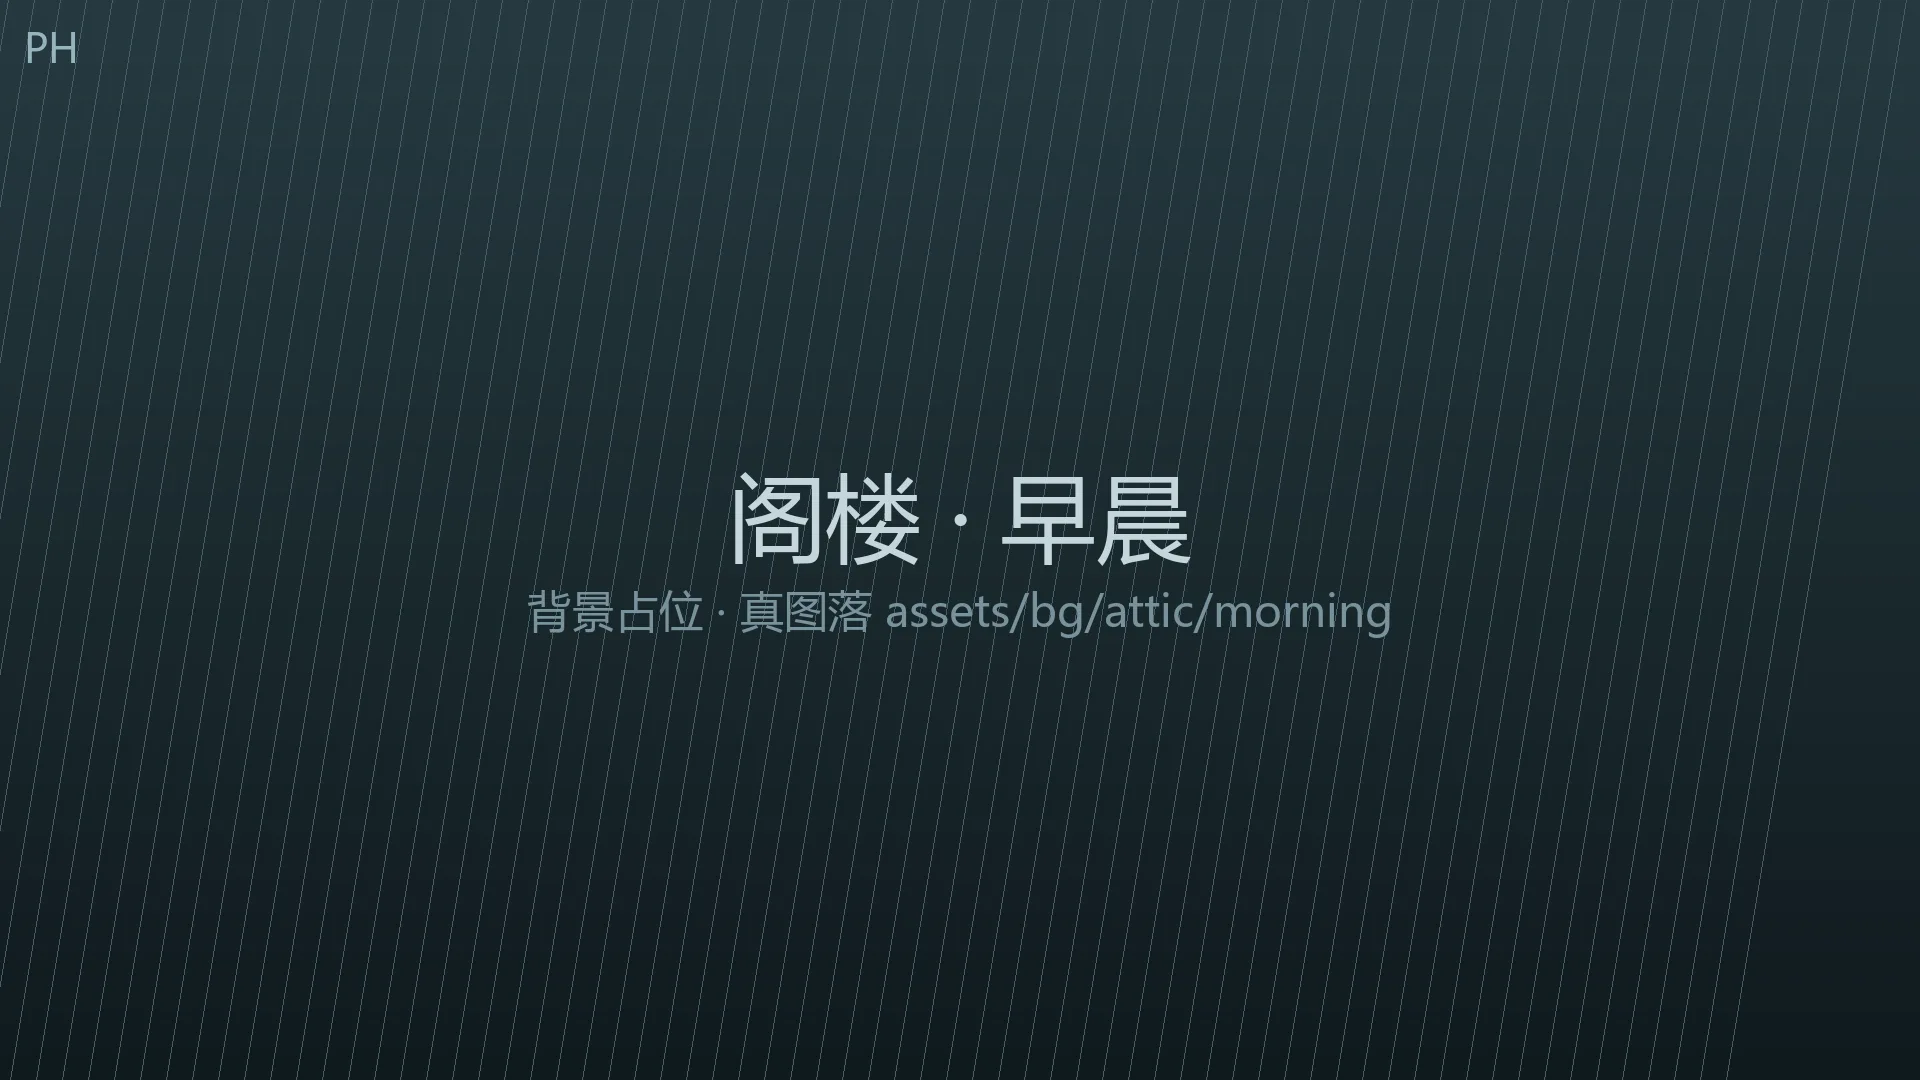 PH
阁楼 · 早晨
背景占位 · 真图落 assets/bg/attic/morning